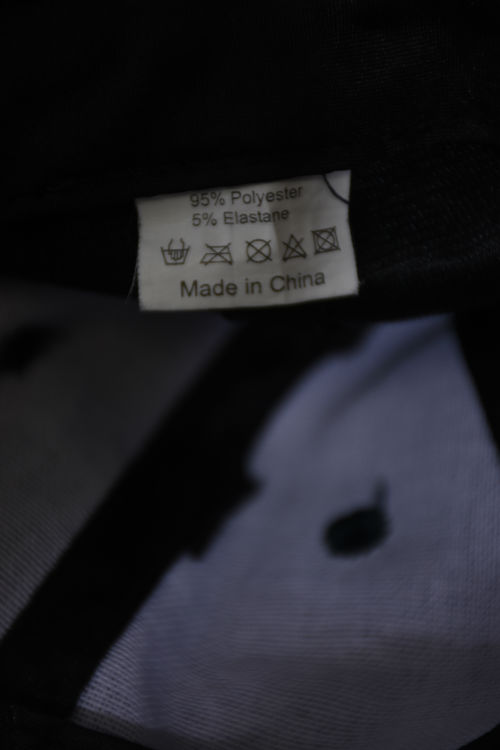 95% Polyester
5% Elastane
Made in China